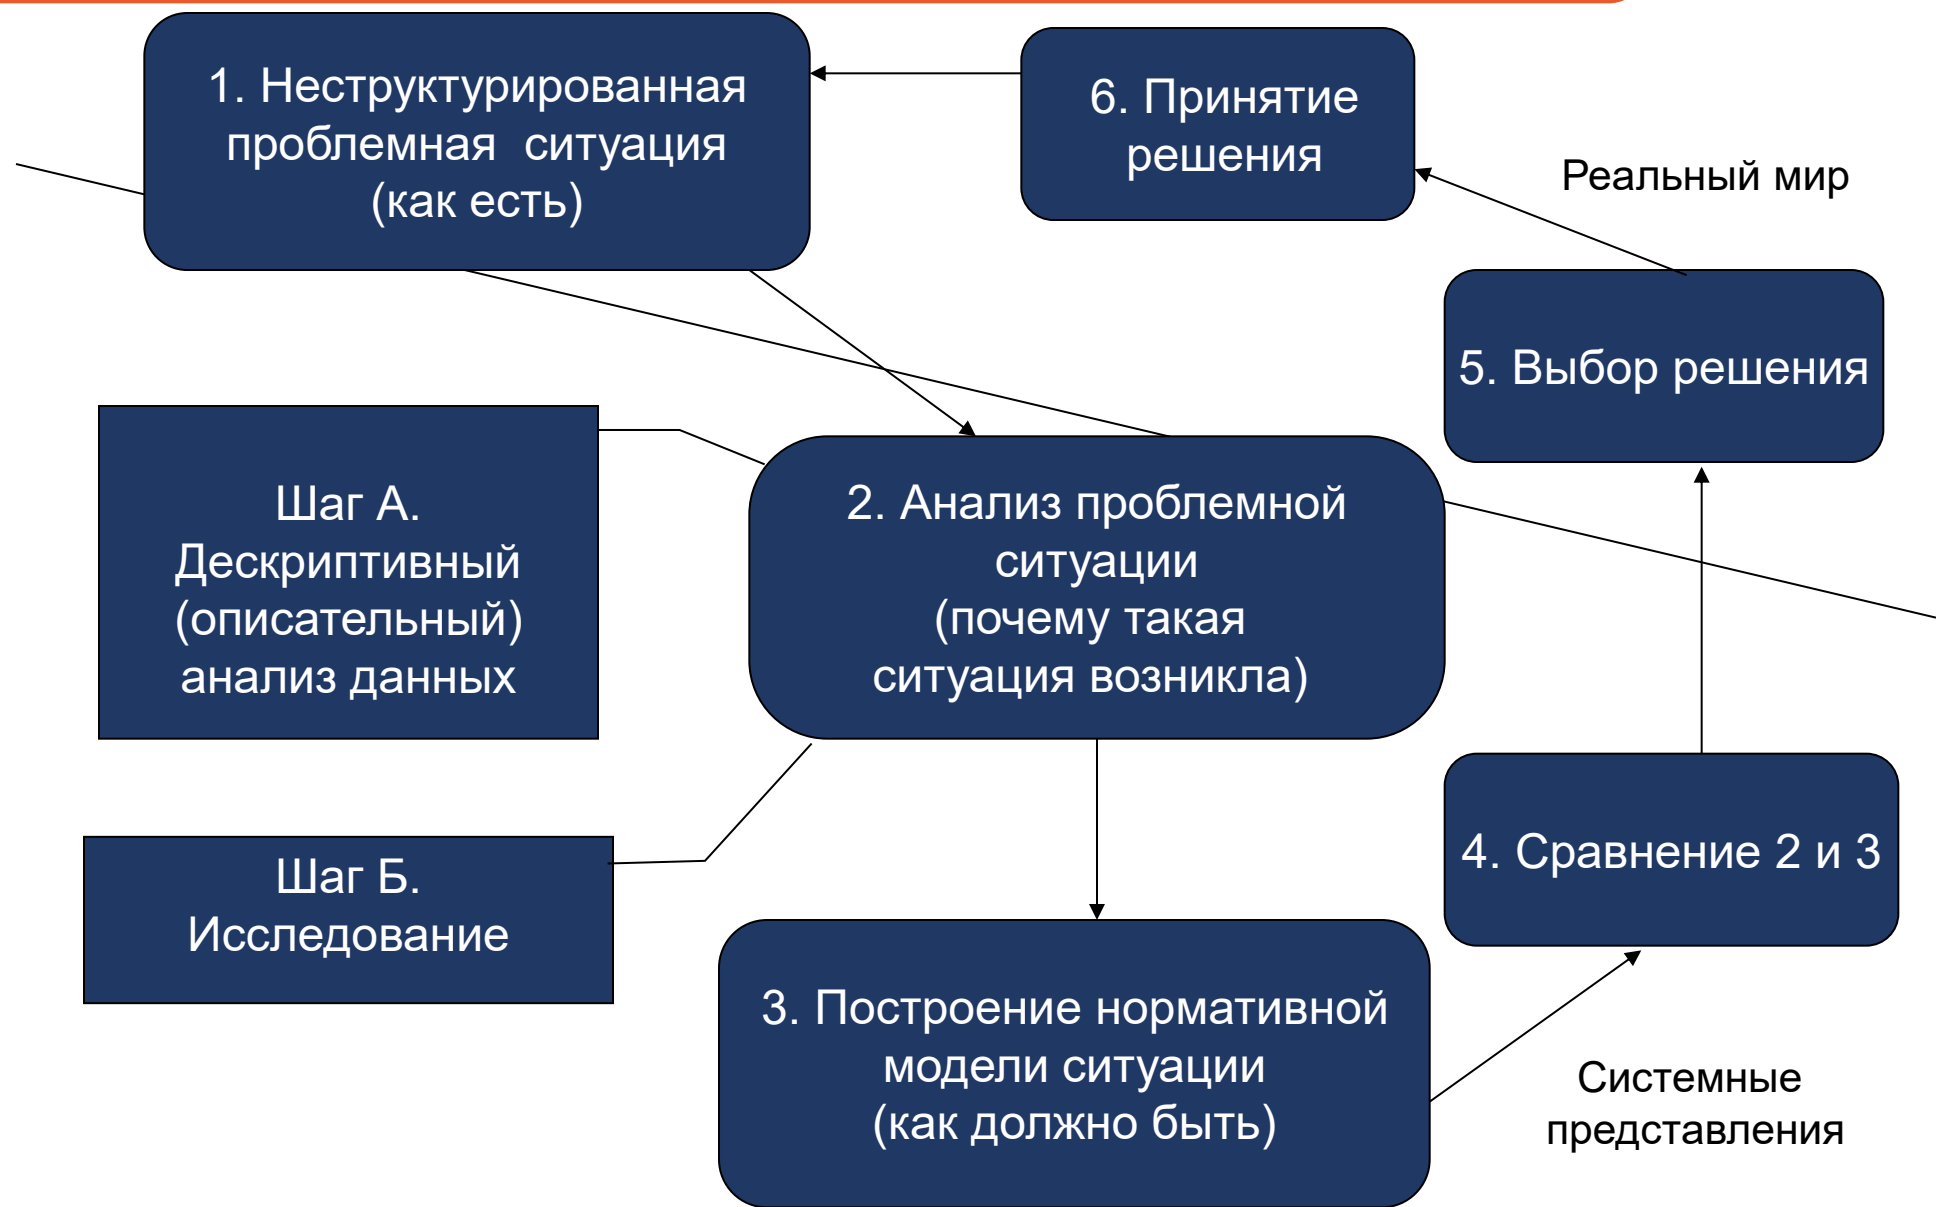 1. Неструктурированная
проблемная  ситуация
(как есть)
6. Принятие
решения
Реальный мир
5. Выбор решения
Шаг А.
Дескриптивный
(описательный)
анализ данных
2. Анализ проблемной
ситуации
(почему такая
ситуация возникла)
4. Сравнение 2 и 3
Шаг Б.
Исследование
3. Построение нормативной
модели ситуации
(как должно быть)
Системные
представления